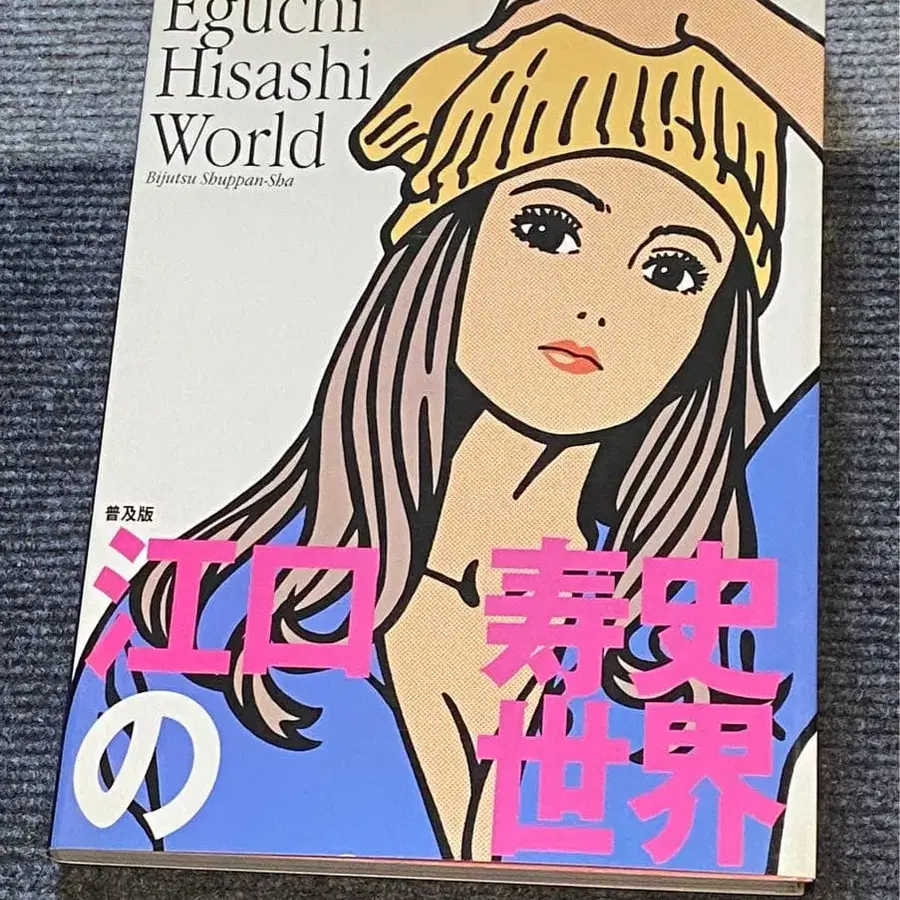 Eguchi
Hisashi
World
Bijutsu Shuppan-Sha
普及版
江口 寿史
の 世界